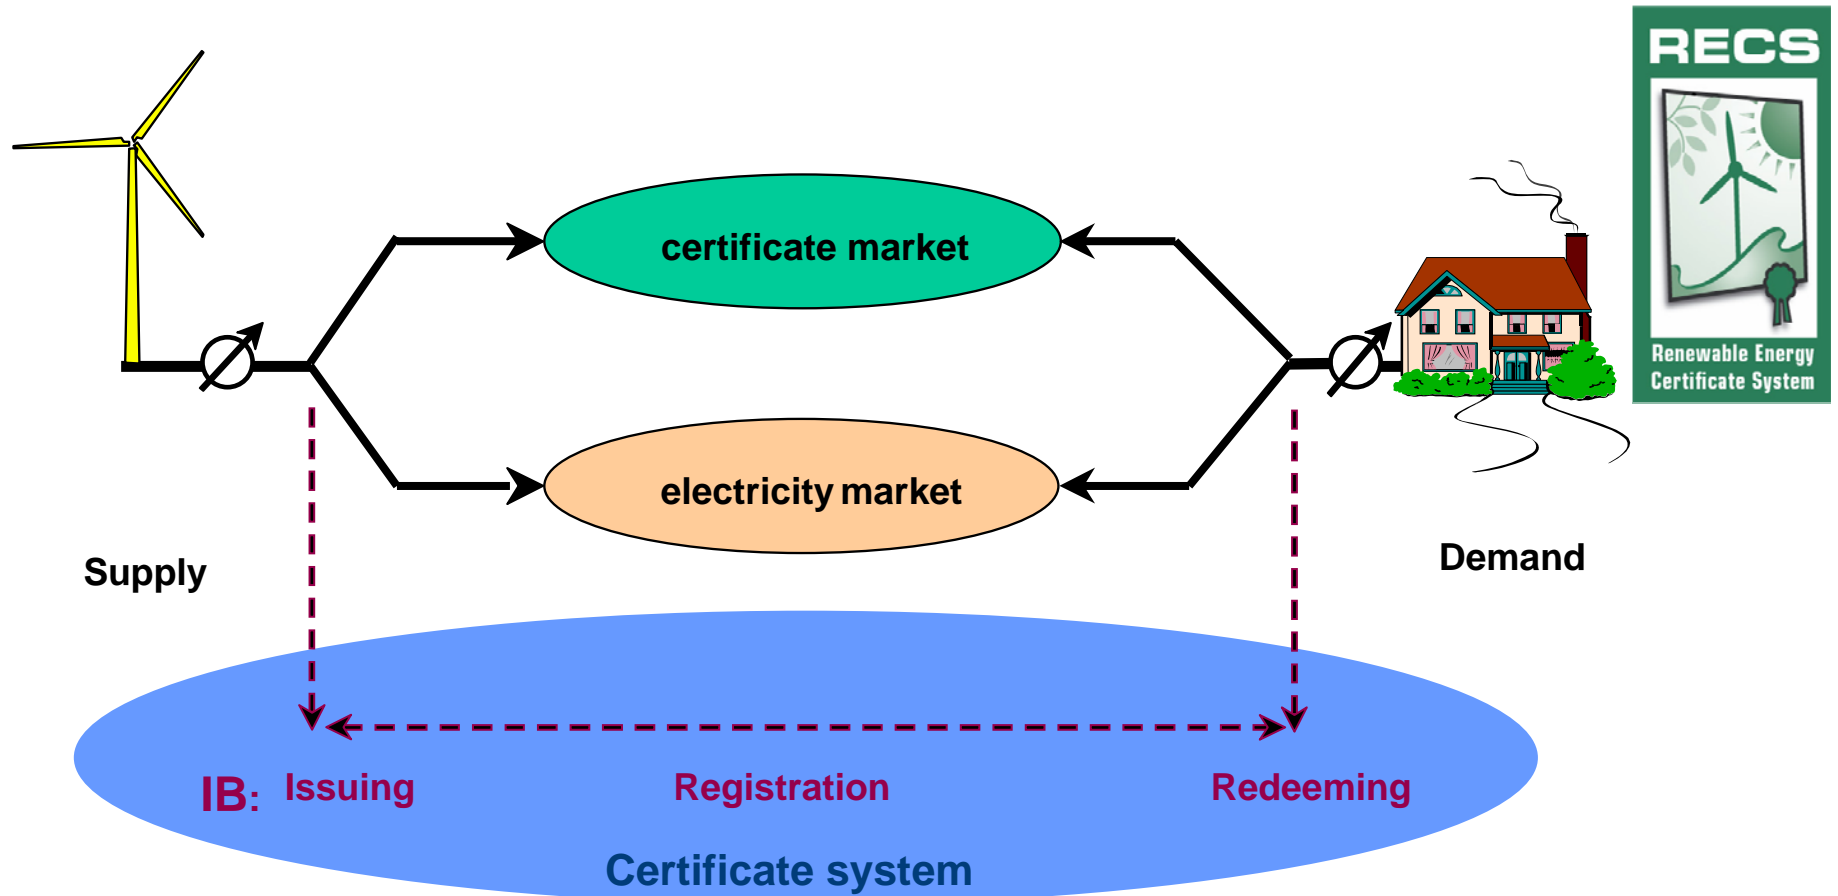 RECS
certificate market
Renewable Energy
Certificate System
electricity market
Supply
Demand
IB: Issuing Registration Redeeming
Certificate system